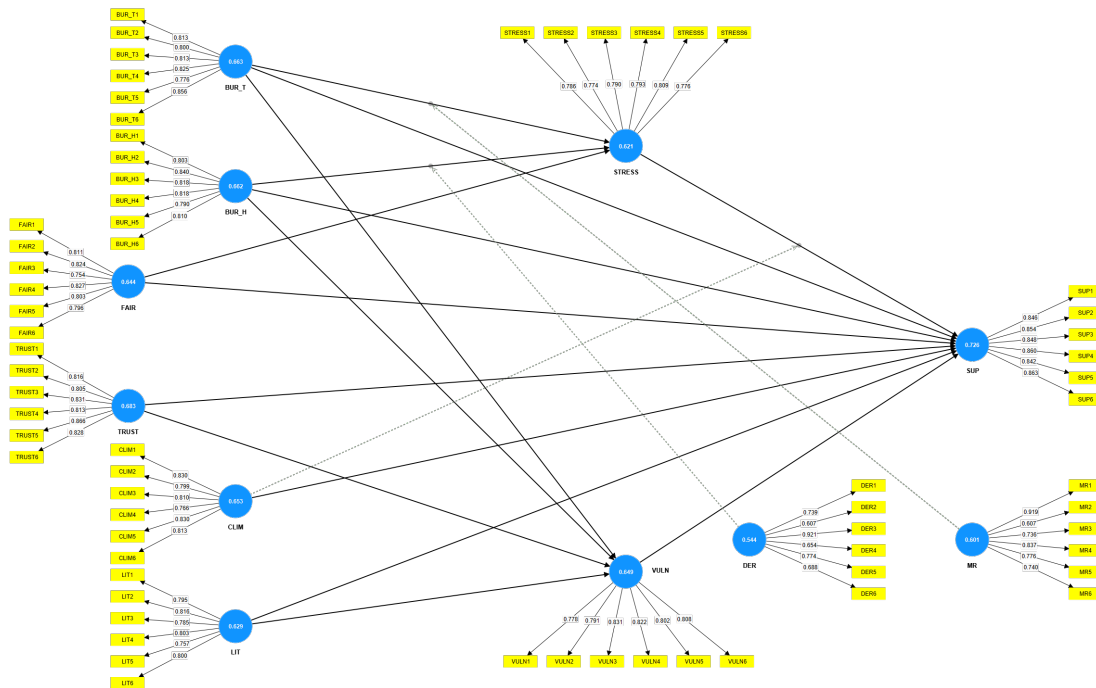 BUR_T1
BUR_T2
BUR_T3
BUR_T4
BUR_T5
BUR_T6
0.813
0.800
0.813
0.825
0.776
0.856
0.663
BUR_T
STRESS1
STRESS2
STRESS3
STRESS4
STRESS5
STRESS6
0.786
0.774
0.790
0.793
0.809
0.776
0.621
STRESS
BUR_H1
BUR_H2
BUR_H3
BUR_H4
BUR_H5
BUR_H6
0.803
0.840
0.818
0.818
0.790
0.810
0.662
BUR_H
FAIR1
FAIR2
FAIR3
FAIR4
FAIR5
FAIR6
0.811
0.824
0.754
0.827
0.803
0.796
0.644
FAIR
TRUST1
TRUST2
TRUST3
TRUST4
TRUST5
TRUST6
0.816
0.805
0.831
0.813
0.866
0.828
0.683
TRUST
SUP1
SUP2
SUP3
SUP4
SUP5
SUP6
0.846
0.854
0.848
0.860
0.842
0.863
0.726
SUP
CLIM1
CLIM2
CLIM3
CLIM4
CLIM5
CLIM6
0.830
0.799
0.810
0.766
0.830
0.813
0.653
CLIM
LIT1
LIT2
LIT3
LIT4
LIT5
LIT6
0.795
0.816
0.785
0.803
0.757
0.800
0.629
LIT
0.649
VULN
0.778
0.791
0.831
0.822
0.802
0.808
VULN1
VULN2
VULN3
VULN4
VULN5
VULN6
0.544
DER
0.739
0.607
0.921
0.654
0.774
0.688
DER1
DER2
DER3
DER4
DER5
DER6
0.601
MR
0.919
0.607
0.736
0.837
0.776
0.740
MR1
MR2
MR3
MR4
MR5
MR6